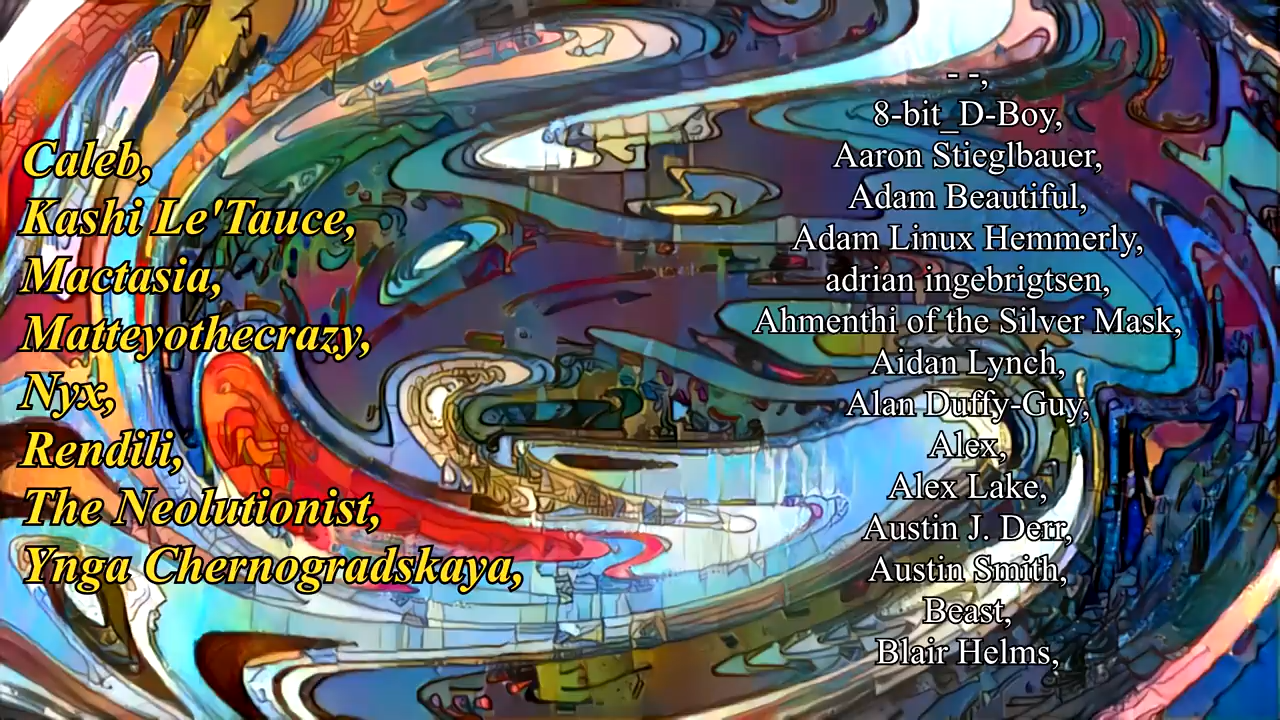 Caleb,
Kashi Le'Tauce,
Mactasia,
Matteyothecrazy,
Nyx,
Rendili,
The Neolutionist,
Ynga Chernogradskaya,
- -,
8-bit_D-Boy,
Aaron Stieglbauer,
Adam Beautiful,
Adam Linux Hemmerly,
adrian ingebrigtsen,
Ahmenthi of the Silver Mask,
Aidan Lynch,
Alan Duffy-Guy,
Alex,
Alex Lake,
Austin J. Derr,
Austin Smith,
Beast,
Blair Helms,